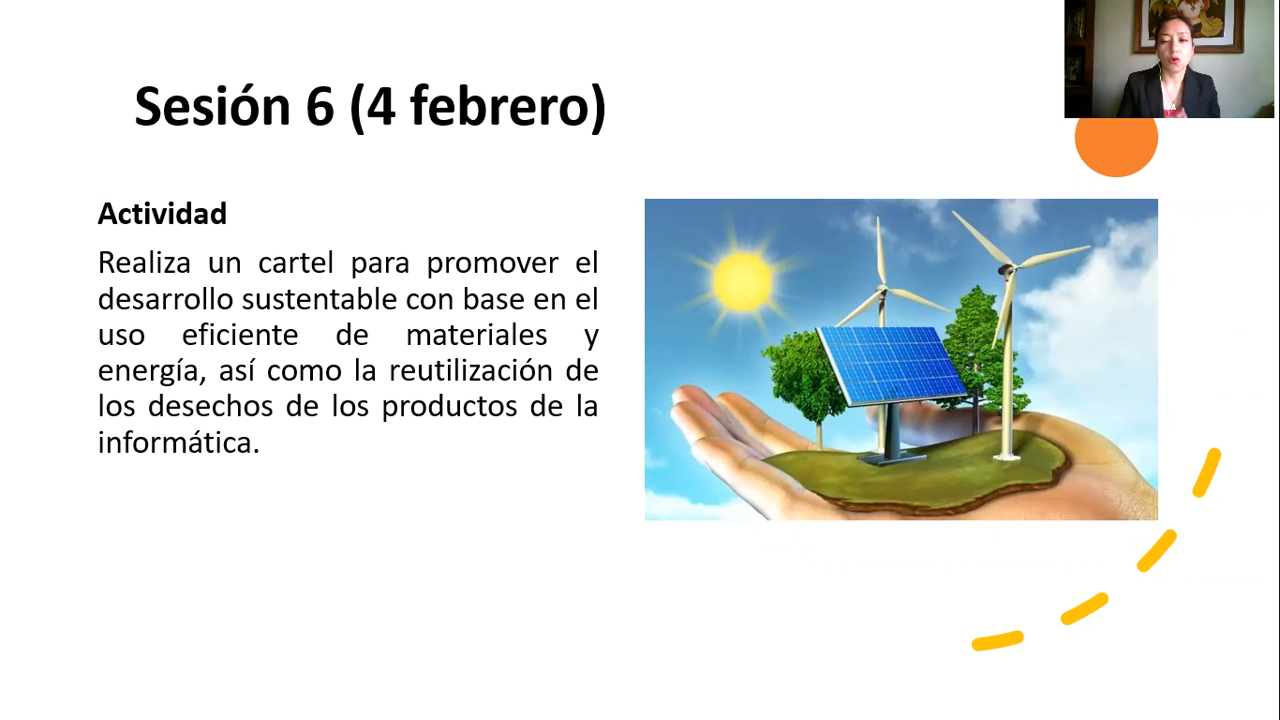 Sesión 6 (4 febrero)
Actividad
Realiza un cartel para promover el
desarrollo sustentable con base en el
uso eficiente de materiales y
energía, así como la reutilización de
los desechos de los productos de la
informática.